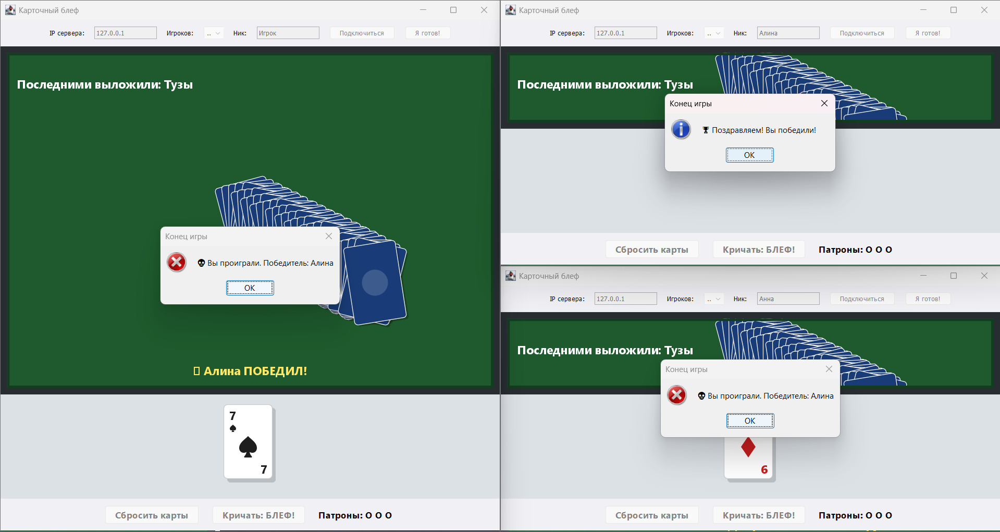 Карточный блеф
IP сервера: 127.0.0.1 Игроков: .. Ник: Игрок Подключиться Я готов!
Последними выложили: Тузы
Конец игры
Вы проиграли. Победитель: Алина
OK
Алина ПОБЕДИЛ!
7
7
Сбросить карты Кричать: БЛЕФ! Патроны: O O O
Карточный блеф
IP сервера: 127.0.0.1 Игроков: .. Ник: Алина Подключиться Я готов!
Последними выложили: Тузы
Конец игры
Поздравляем! Вы победили!
OK
Сбросить карты Кричать: БЛЕФ! Патроны: O O O
Карточный блеф
IP сервера: 127.0.0.1 Игроков: .. Ник: Анна Подключиться Я готов!
Последними выложили: Тузы
Конец игры
Вы проиграли. Победитель: Алина
OK
6
Сбросить карты Кричать: БЛЕФ! Патроны: O O O